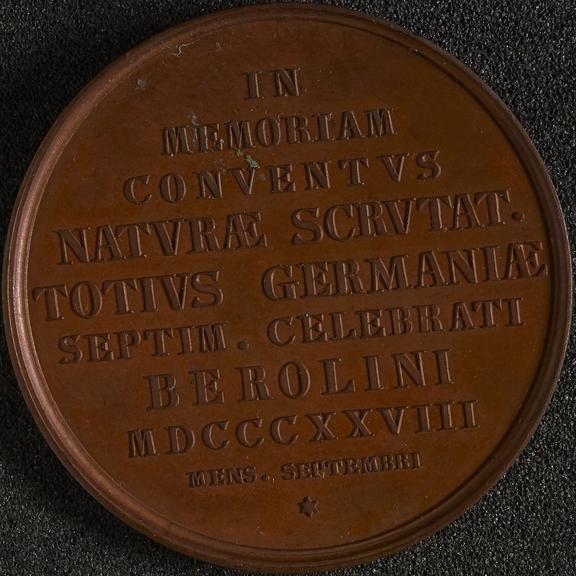 IN
MEMORIAM
CONVENTVS
NATVRÆ SCRVTAT.
TOTIVS GERMANIÆ
SEPTIM. CELEBRATI
BEROLINI
MDCCCXXVIII
MENS. SEPTEMBRI